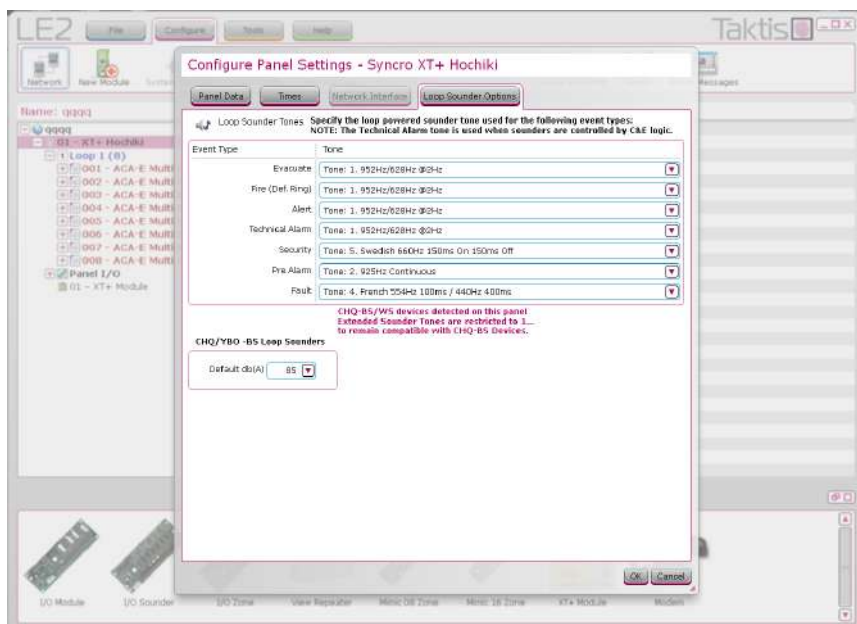 LE2
File
Configure
Tools
Help
Taktis
Network
New Module
Messages
Name: qqqq
qqqq
01 - XT+ Hochiki
1 Loop 1 (8)
001 - ACA-E Multi
002 - ACA-E Multi
003 - ACA-E Multi
004 - ACA-E Multi
005 - ACA-E Multi
006 - ACA-E Multi
007 - ACA-E Multi
008 - ACA-E Multi
Panel I/O
01 - XT+ Module
Configure Panel Settings - Syncro XT+ Hochiki
Panel Data
Times
Network Interface
Loop Sounder Options
Loop Sounder Tones
Specify the loop powered sounder tone used for the following event types:
NOTE: The Technical Alarm tone is used when sounders are controlled by C&E logic.
Event Type
Tone
Evacuate
Tone: 1. 952Hz/628Hz @2Hz
Fire (Def. Ring)
Tone: 1. 952Hz/628Hz @2Hz
Alert
Tone: 1. 952Hz/628Hz @2Hz
Technical Alarm
Tone: 1. 952Hz/628Hz @2Hz
Security
Tone: 5. Swedish 660Hz 150ms On 150ms Off
Pre Alarm
Tone: 2. 925Hz Continuous
Fault
Tone: 4. French 554Hz 100ms / 440Hz 400ms
CHQ-BS/WS devices detected on this panel
Extended Sounder Tones are restricted to 1...
to remain compatible with CHQ-BS Devices.
CHQ/YBO -BS Loop Sounders
Default db(A)
85
OK
Cancel
I/O Module
I/O Sounder
I/O Zone
View Repeater
Mimic 08 Zone
Mimic 16 Zone
XT+ Module
Modem